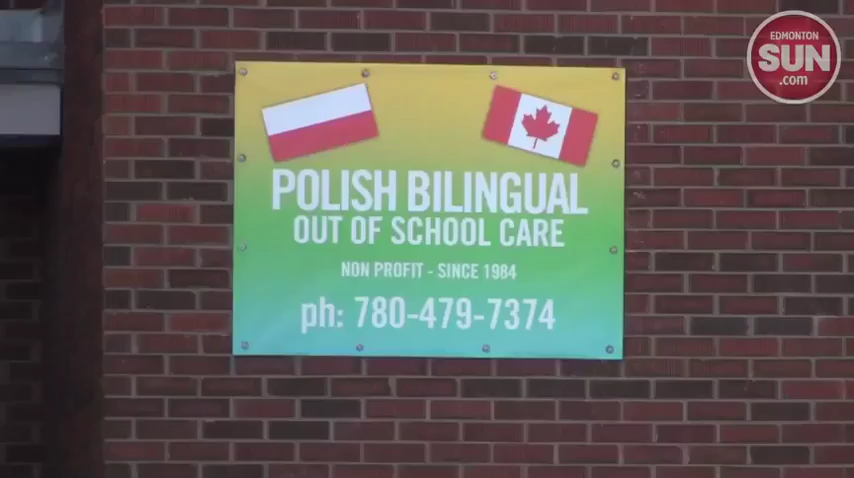 EDMONTON
SUN
.com
POLISH BILINGUAL
OUT OF SCHOOL CARE
NON PROFIT - SINCE 1984
ph: 780-479-7374